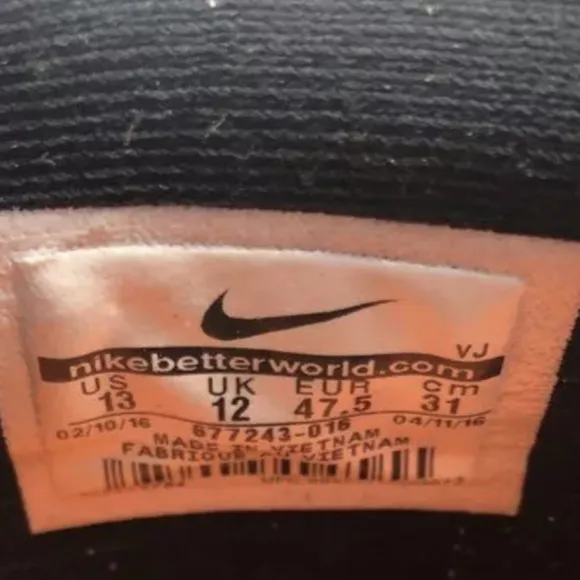 VJ
nikebetterworld.com
US UK EUR cm
13 12 47.5 31
02/10/16 677243-016 04/11/16
MADE IN VIETNAM
FABRIQUE AU VIETNAM